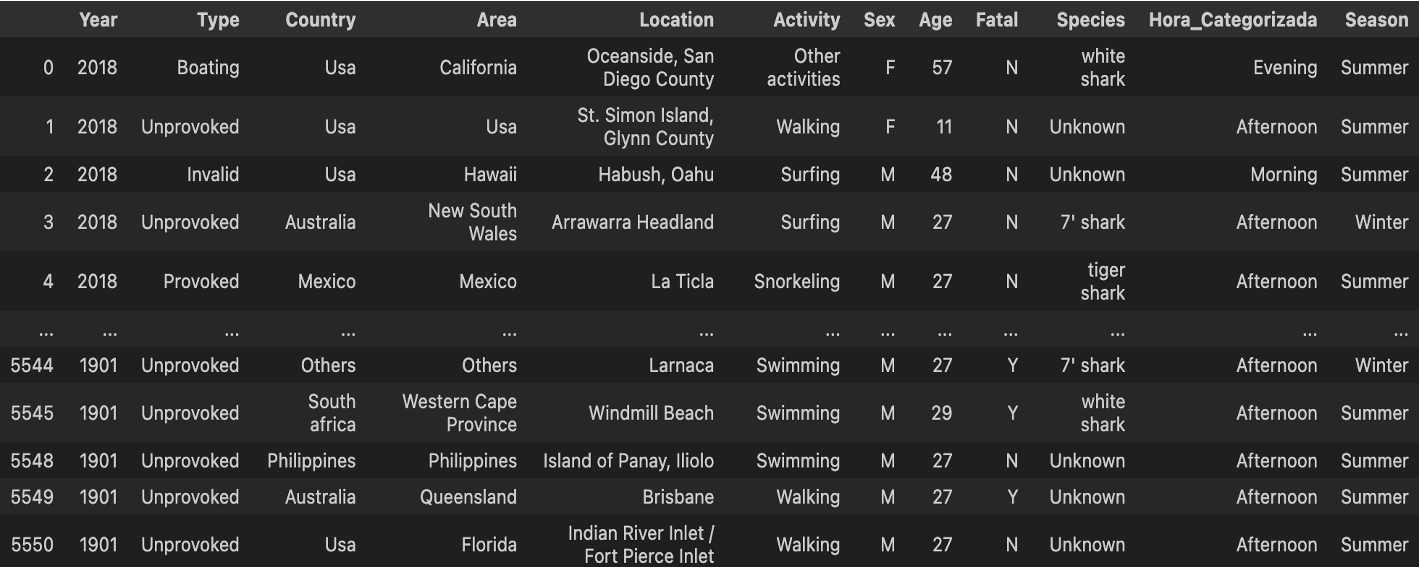 Year Type Country Area Location Activity Sex Age Fatal Species Hora_Categorizada Season
0 2018 Boating Usa California Oceanside, San Diego County Other activities F 57 N white shark Evening Summer
1 2018 Unprovoked Usa Usa St. Simon Island, Glynn County Walking F 11 N Unknown Afternoon Summer
2 2018 Invalid Usa Hawaii Habush, Oahu Surfing M 48 N Unknown Morning Summer
3 2018 Unprovoked Australia New South Wales Arrawarra Headland Surfing M 27 N 7' shark Afternoon Winter
4 2018 Provoked Mexico Mexico La Ticla Snorkeling M 27 N tiger shark Afternoon Summer
... ... ... ... ... ... ... ... ... ... ... ... ...
5544 1901 Unprovoked Others Others Larnaca Swimming M 27 Y 7' shark Afternoon Winter
5545 1901 Unprovoked South africa Western Cape Province Windmill Beach Swimming M 29 Y white shark Afternoon Summer
5548 1901 Unprovoked Philippines Philippines Island of Panay, Iliolo Swimming M 27 N Unknown Afternoon Summer
5549 1901 Unprovoked Australia Queensland Brisbane Walking M 27 Y Unknown Afternoon Summer
5550 1901 Unprovoked Usa Florida Indian River Inlet / Fort Pierce Inlet Walking M 27 N Unknown Afternoon Summer